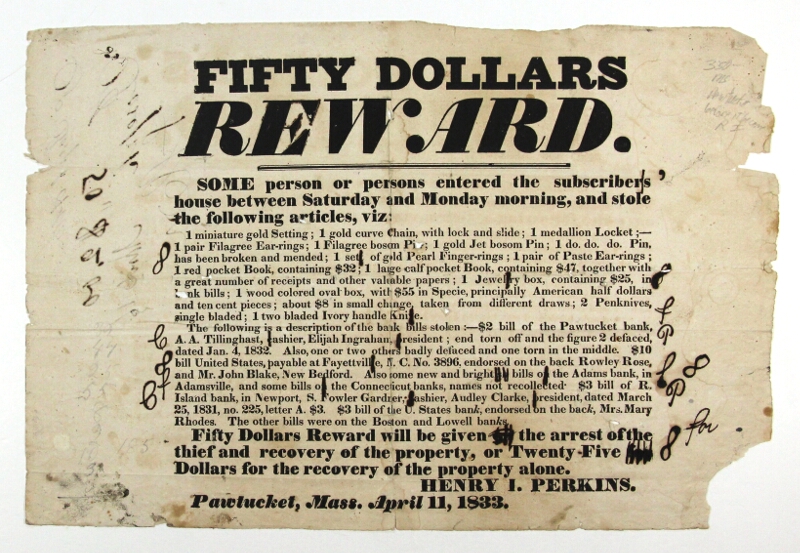 FIFTY DOLLARS
REWARD.
SOME person or persons entered the subscribers'
house between Saturday and Monday morning, and stole
the following articles, viz:
1 miniature gold Setting; 1 gold curve Chain, with lock and slide; 1 medallion Locket;—
1 pair Filagree Ear-rings; 1 Filagree bosom Pin; 1 gold Jet bosom Pin; 1 do. do. do. Pin,
has been broken and mended; 1 set of gold Pearl Finger-rings; 1 pair of Paste Ear-rings;
1 red pocket Book, containing $32; 1 large calf pocket Book, containing $47, together with
a great number of receipts and other valuable papers; 1 Jewelry box, containing $25, in
bank bills; 1 wood colored oval box, with $55 in Specie, principally American half dollars
and ten cent pieces; about $8 in small change, taken from different draws; 2 Penknives,
single bladed; 1 two bladed Ivory handle Knife.
The following is a description of the bank bills stolen:—$2 bill of the Pawtucket bank,
A. A. Tillinghast, cashier, Elijah Ingrahan, president; end torn off and the figure 2 defaced,
dated Jan. 4, 1832. Also, one or two others badly defaced and one torn in the middle. $10
bill United States, payable at Fayettville, N. C. No. 3896, endorsed on the back Rowley Rose,
and Mr. John Blake, New Bedford. Also some new and bright bills of the Adams bank, in
Adamsville, and some bills of the Connecticut banks, names not recollected. $3 bill of R.
Island bank, in Newport, S. Fowler Gardner, cashier, Audley Clarke, president, dated March
25, 1831, no. 225, letter A. $3. $3 bill of the U. States bank, endorsed on the back, Mrs. Mary
Rhodes. The other bills were on the Boston and Lowell banks.
Fifty Dollars Reward will be given the arrest of the
thief and recovery of the property, or Twenty-Five for
Dollars for the recovery of the property alone.
HENRY I. PERKINS.
Pawtucket, Mass. April 11, 1833.